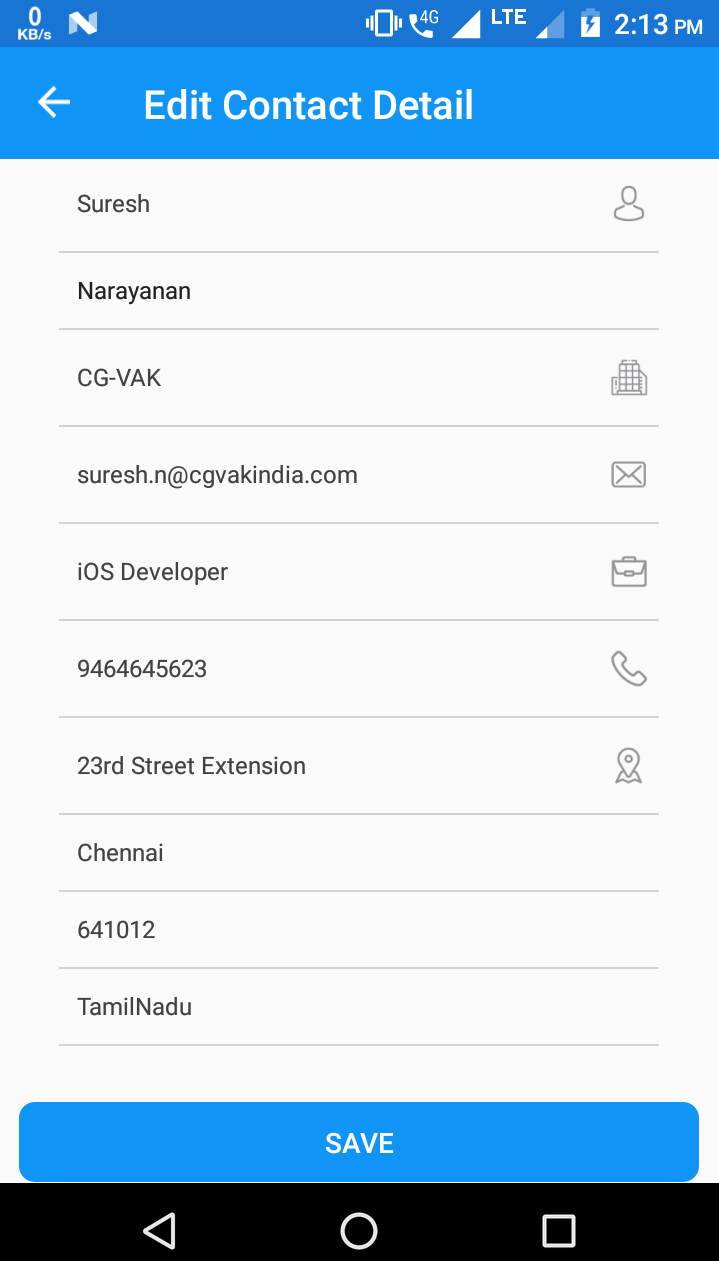 0
KB/s
4G LTE 2:13 PM
Edit Contact Detail
Suresh
Narayanan
CG-VAK
suresh.n@cgvakindia.com
iOS Developer
9464645623
23rd Street Extension
Chennai
641012
TamilNadu
SAVE